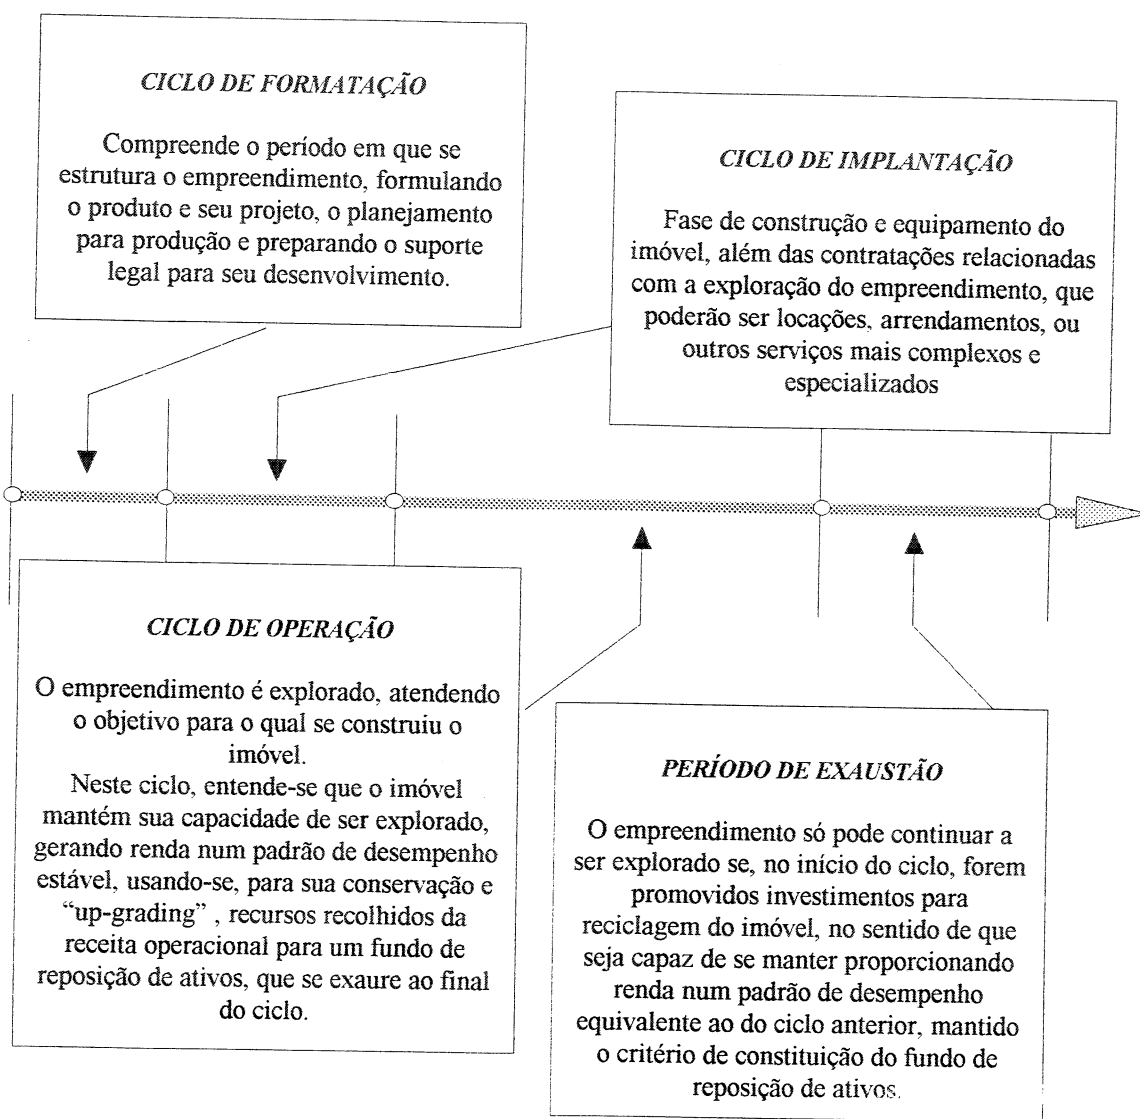 CICLO DE FORMATAÇÃO
Compreende o período em que se
estrutura o empreendimento, formulando
o produto e seu projeto, o planejamento
para produção e preparando o suporte
legal para seu desenvolvimento.
CICLO DE IMPLANTAÇÃO
Fase de construção e equipamento do
imóvel, além das contratações relacionadas
com a exploração do empreendimento, que
poderão ser locações, arrendamentos, ou
outros serviços mais complexos e
especializados
CICLO DE OPERAÇÃO
O empreendimento é explorado, atendendo
o objetivo para o qual se construiu o
imóvel.
Neste ciclo, entende-se que o imóvel
mantém sua capacidade de ser explorado,
gerando renda num padrão de desempenho
estável, usando-se, para sua conservação e
“up-grading” , recursos recolhidos da
receita operacional para um fundo de
reposição de ativos, que se exaure ao final
do ciclo.
PERÍODO DE EXAUSTÃO
O empreendimento só pode continuar a
ser explorado se, no início do ciclo, forem
promovidos investimentos para
reciclagem do imóvel, no sentido de que
seja capaz de se manter proporcionando
renda num padrão de desempenho
equivalente ao do ciclo anterior, mantido
o critério de constituição do fundo de
reposição de ativos.